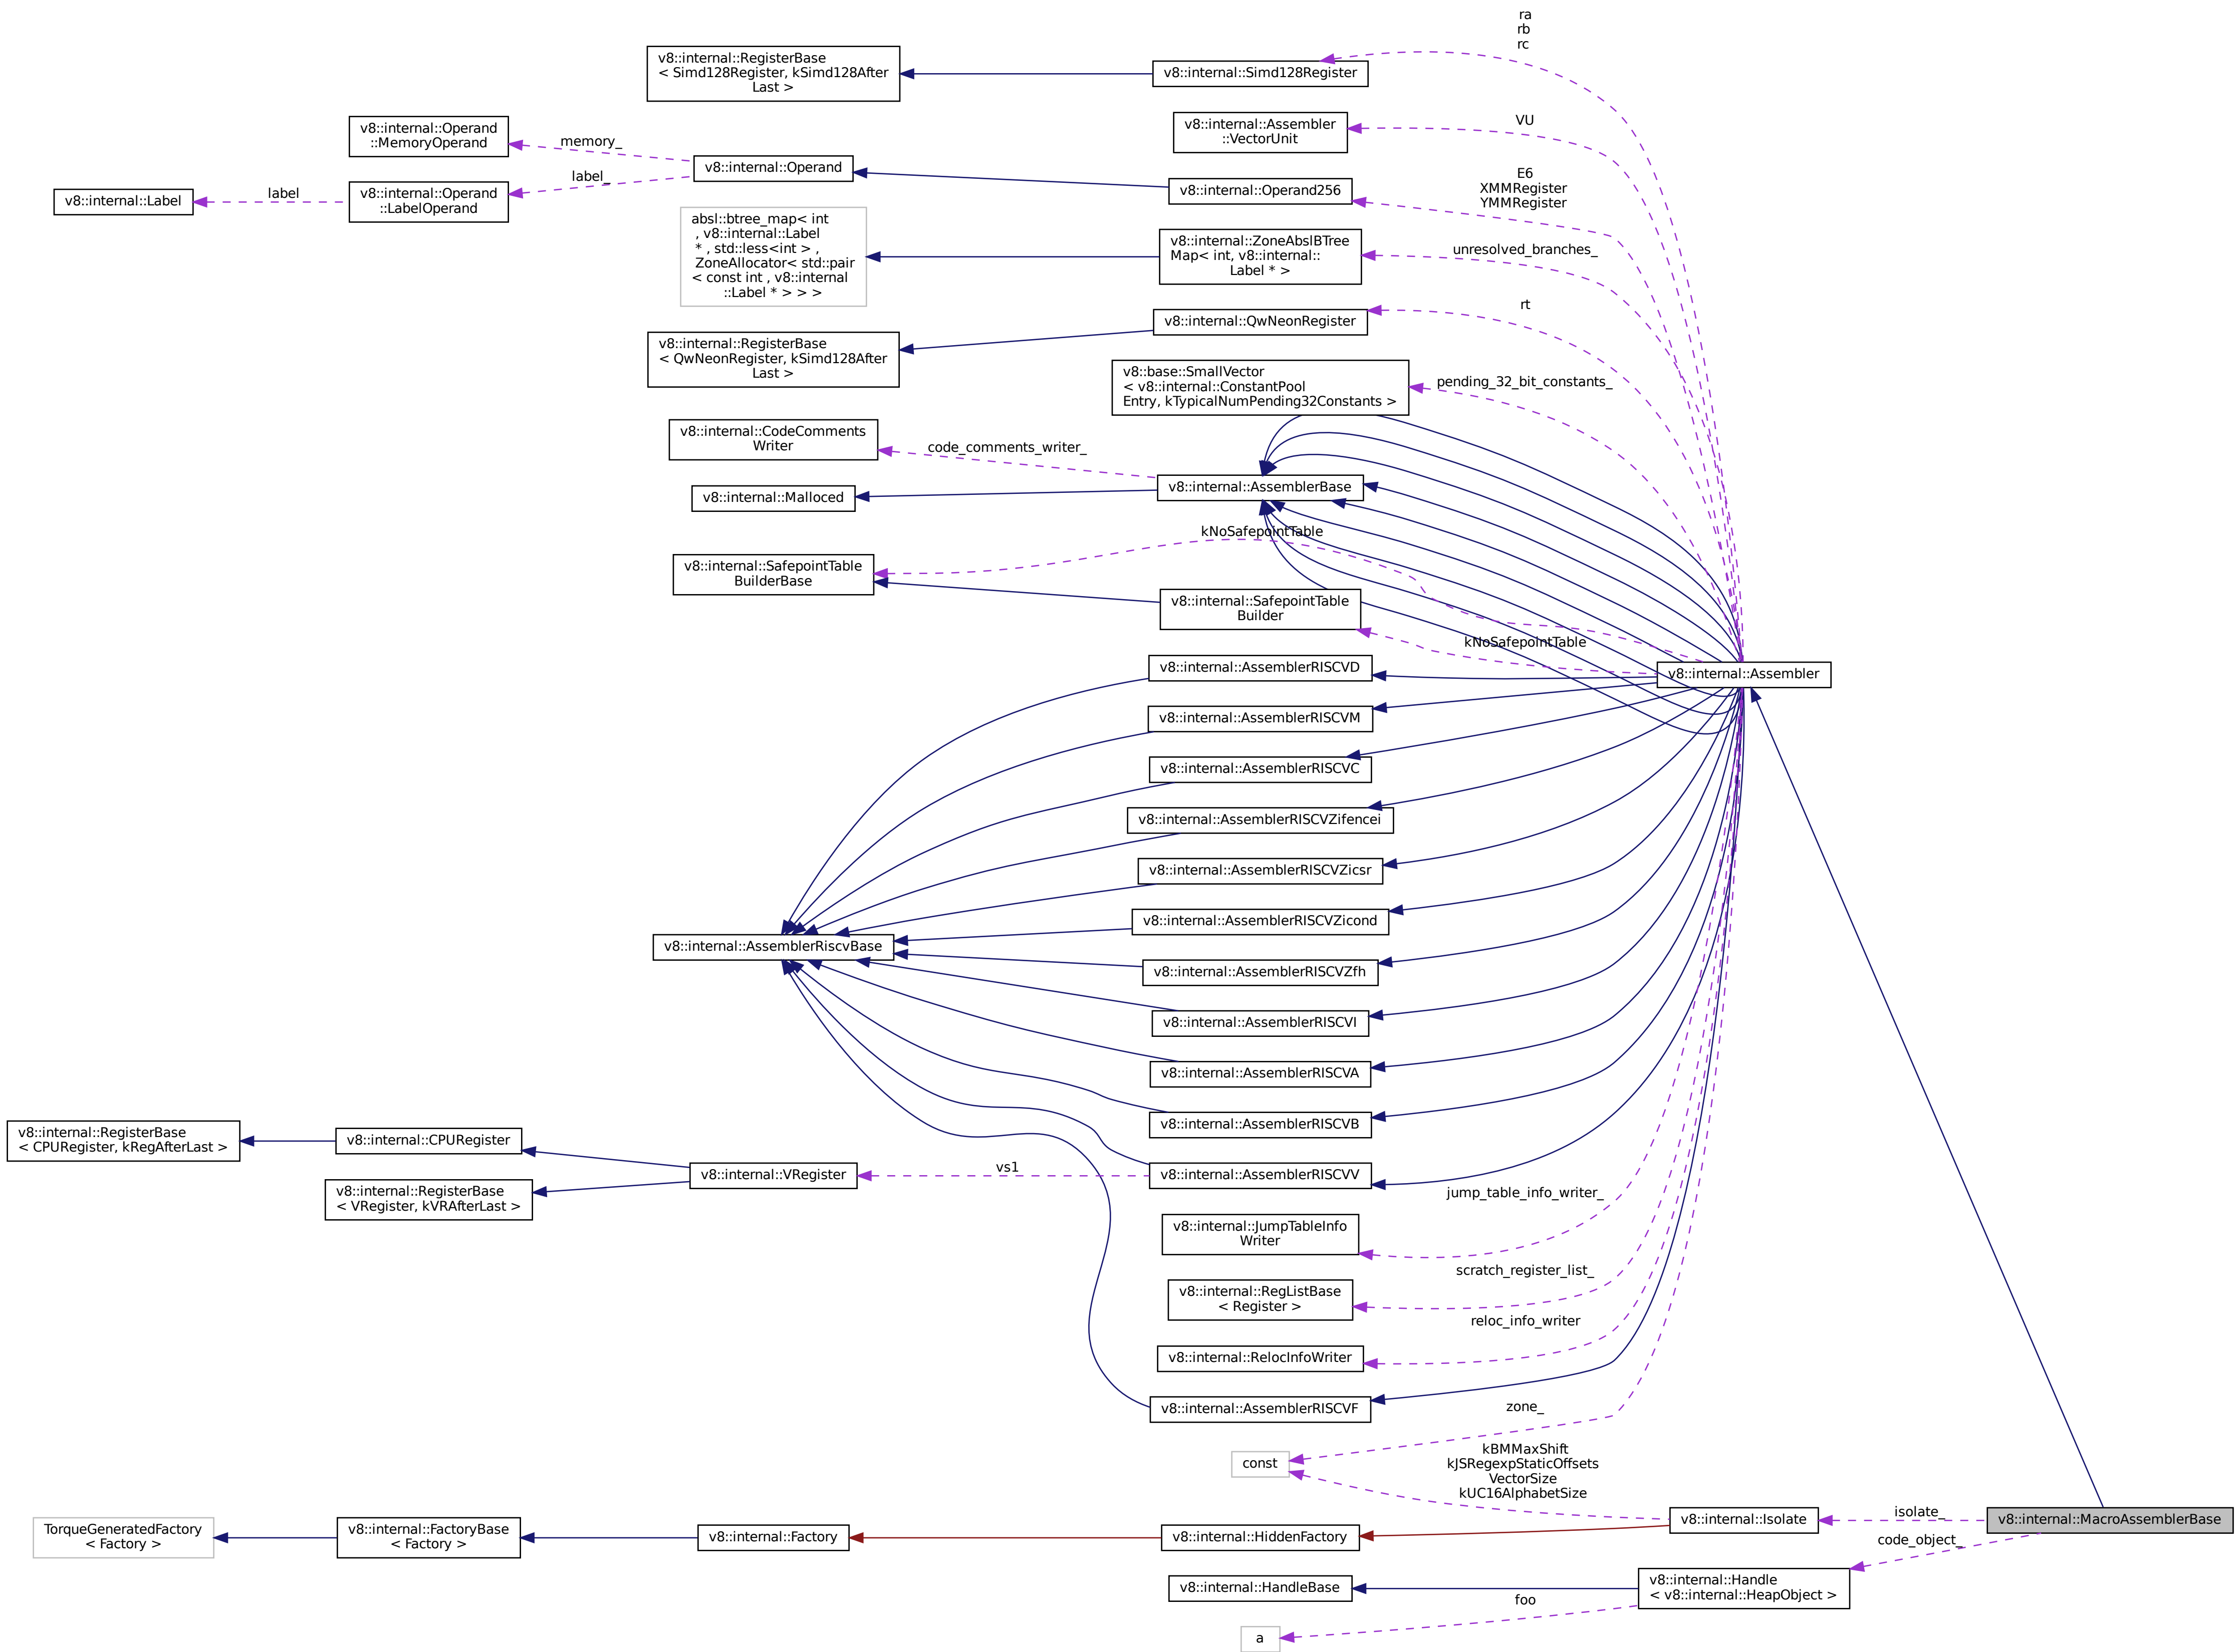 ra
rb
rc
v8::internal::RegisterBase
< Simd128Register, kSimd128After
Last >
v8::internal::Simd128Register
v8::internal::Operand
::MemoryOperand
memory_
v8::internal::Assembler
::VectorUnit
VU
v8::internal::Operand
v8::internal::Label
label
v8::internal::Operand
::LabelOperand
label_
v8::internal::Operand256
E6
XMMRegister
YMMRegister
absl::btree_map< int
, v8::internal::Label
* , std::less<int > ,
ZoneAllocator< std::pair
< const int , v8::internal
::Label * > > >
v8::internal::ZoneAbslBTree
Map< int, v8::internal::
Label * >
unresolved_branches_
v8::internal::RegisterBase
< QwNeonRegister, kSimd128After
Last >
v8::internal::QwNeonRegister
rt
v8::base::SmallVector
< v8::internal::ConstantPool
Entry, kTypicalNumPending32Constants >
pending_32_bit_constants_
v8::internal::CodeComments
Writer
code_comments_writer_
v8::internal::Malloced
v8::internal::AssemblerBase
kNoSafepointTable
v8::internal::SafepointTable
BuilderBase
v8::internal::SafepointTable
Builder
kNoSafepointTable
v8::internal::AssemblerRISCVD
v8::internal::Assembler
v8::internal::AssemblerRISCVM
v8::internal::AssemblerRISCVC
v8::internal::AssemblerRISCVZifencei
v8::internal::AssemblerRISCVZicsr
v8::internal::AssemblerRISCVZicond
v8::internal::AssemblerRiscvBase
v8::internal::AssemblerRISCVZfh
v8::internal::AssemblerRISCVI
v8::internal::AssemblerRISCVA
v8::internal::AssemblerRISCVB
v8::internal::RegisterBase
< CPURegister, kRegAfterLast >
v8::internal::CPURegister
v8::internal::RegisterBase
< VRegister, kVRAfterLast >
v8::internal::VRegister
vs1
v8::internal::AssemblerRISCVV
jump_table_info_writer_
v8::internal::JumpTableInfo
Writer
scratch_register_list_
v8::internal::RegListBase
< Register >
reloc_info_writer
v8::internal::RelocInfoWriter
v8::internal::AssemblerRISCVF
zone_
const
kBMMaxShift
kJSRegexpStaticOffsets
VectorSize
kUC16AlphabetSize
TorqueGeneratedFactory
< Factory >
v8::internal::FactoryBase
< Factory >
v8::internal::Factory
v8::internal::HiddenFactory
v8::internal::Isolate
isolate_
v8::internal::MacroAssemblerBase
code_object_
v8::internal::HandleBase
v8::internal::Handle
< v8::internal::HeapObject >
foo
a